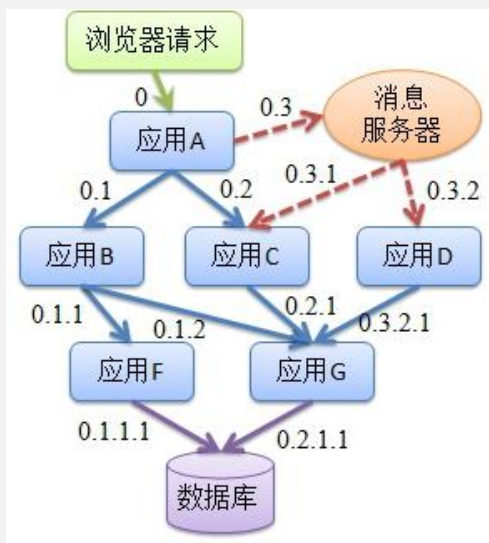 浏览器请求
0
应用A
0.3
消息
服务器
0.1
0.2
0.3.1
0.3.2
应用B
应用C
应用D
0.1.1
0.1.2
0.2.1
0.3.2.1
应用F
应用G
0.1.1.1
0.2.1.1
数据库